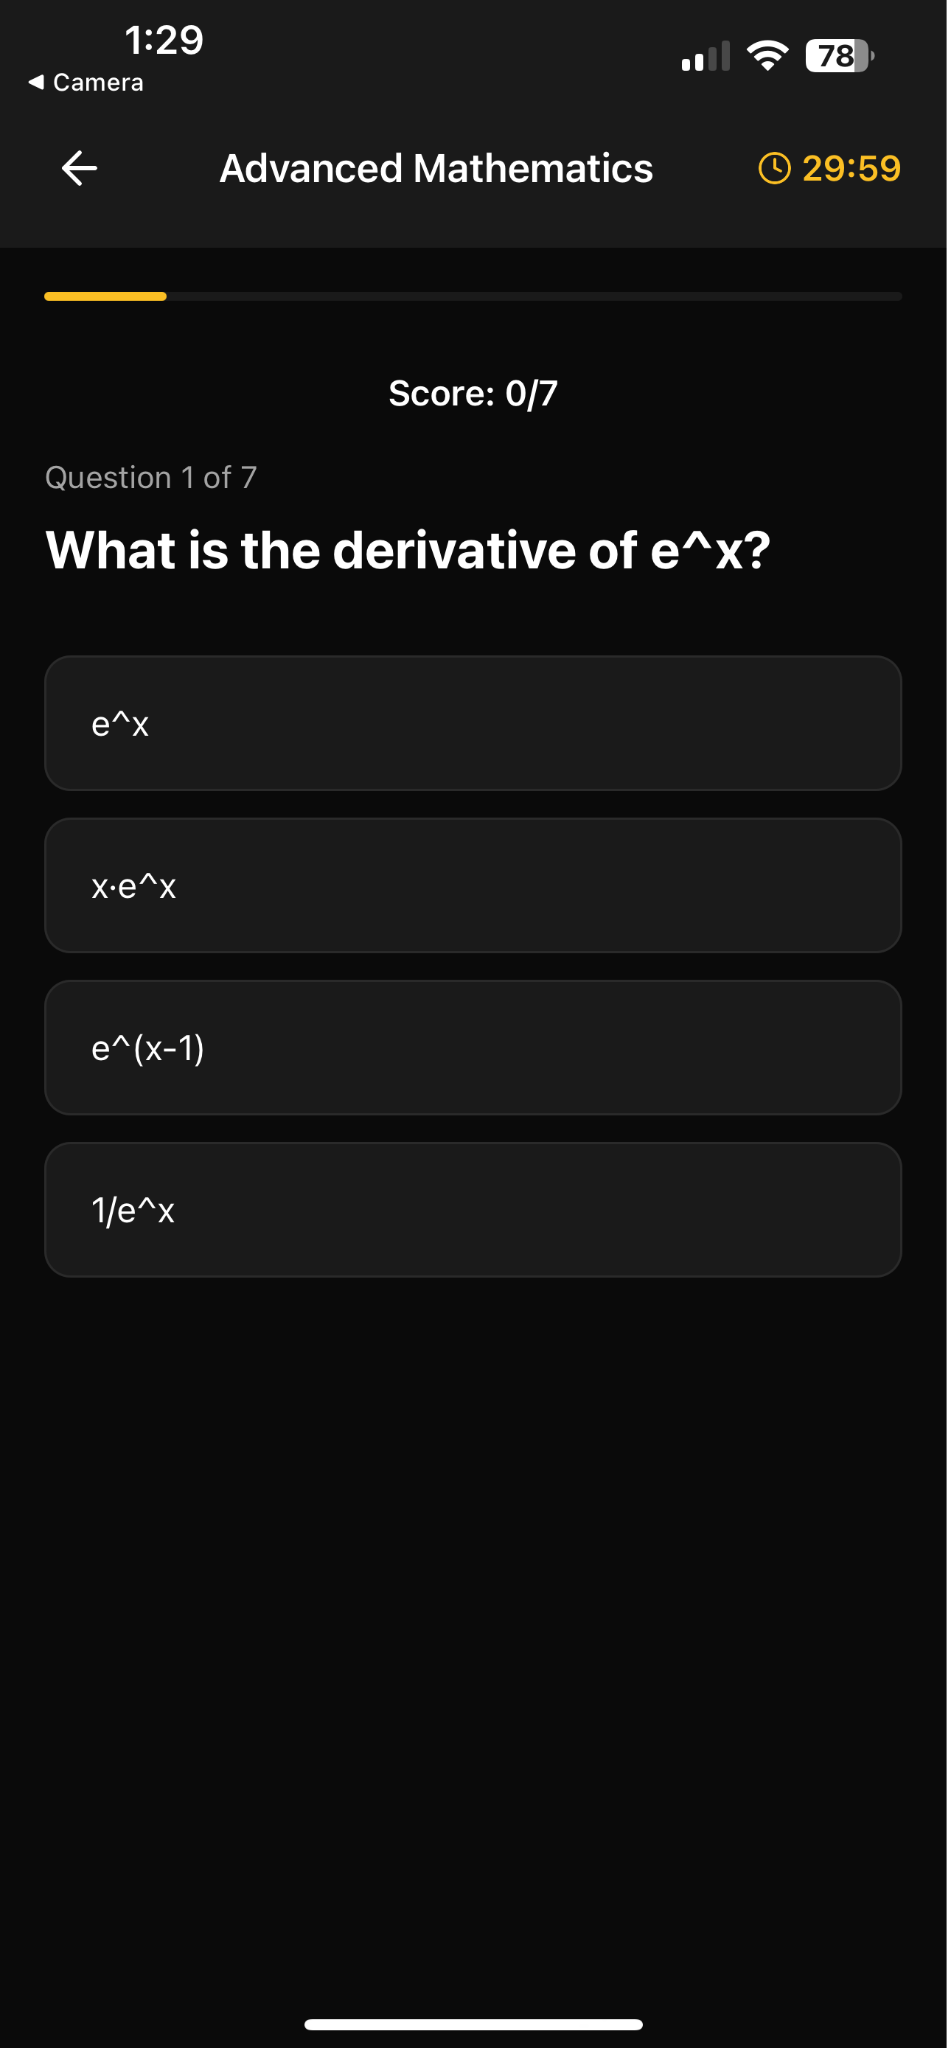 1:29
78
◀ Camera
Advanced Mathematics
29:59
Score: 0/7
Question 1 of 7
What is the derivative of e^x?
e^x
x·e^x
e^(x-1)
1/e^x